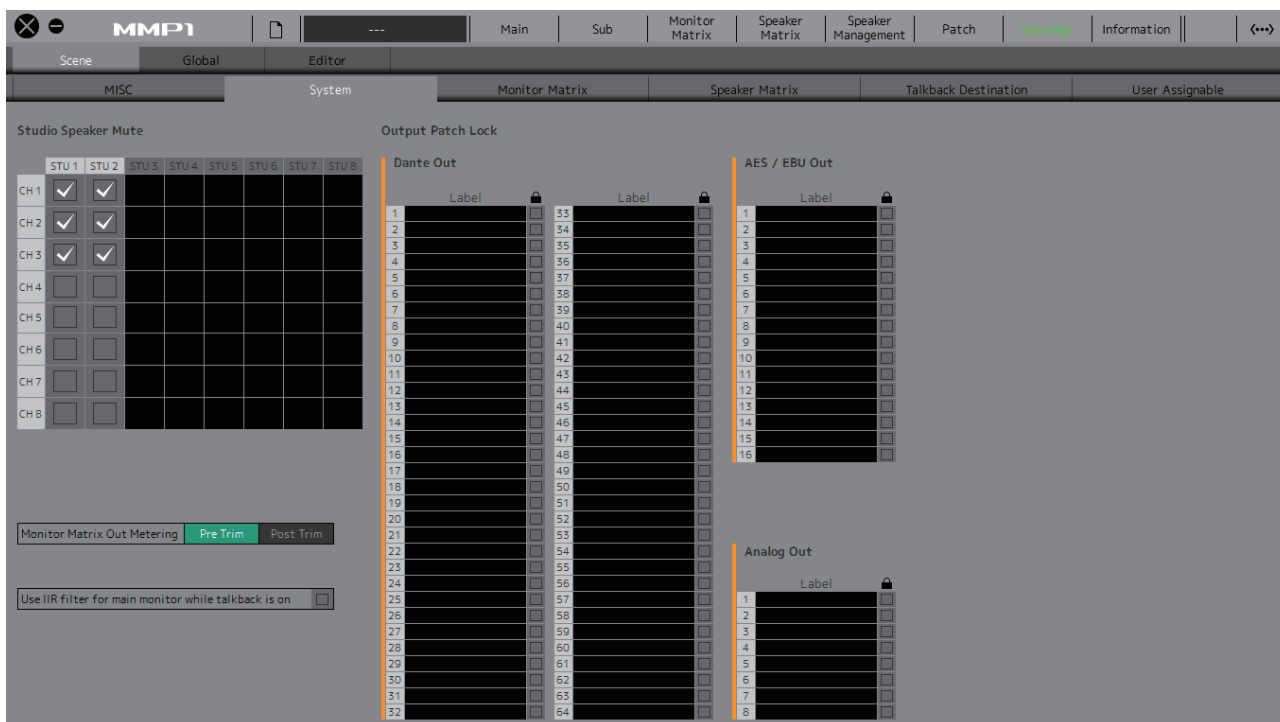 MMP1
---
Main
Sub
Monitor
Matrix
Speaker
Matrix
Speaker
Management
Patch
Settings
Information
Scene
Global
Editor
MISC
System
Monitor Matrix
Speaker Matrix
Talkback Destination
User Assignable
Studio Speaker Mute
STU 1 STU 2 STU 3 STU 4 STU 5 STU 6 STU 7 STU 8
CH 1
CH 2
CH 3
CH 4
CH 5
CH 6
CH 7
CH 8
Monitor Matrix Out Metering Pre Trim Post Trim
Use IIR filter for main monitor while talkback is on
Output Patch Lock
Dante Out
Label Label
1 33
2 34
3 35
4 36
5 37
6 38
7 39
8 40
9 41
10 42
11 43
12 44
13 45
14 46
15 47
16 48
17 49
18 50
19 51
20 52
21 53
22 54
23 55
24 56
25 57
26 58
27 59
28 60
29 61
30 62
31 63
32 64
AES / EBU Out
Label
1
2
3
4
5
6
7
8
9
10
11
12
13
14
15
16
Analog Out
Label
1
2
3
4
5
6
7
8